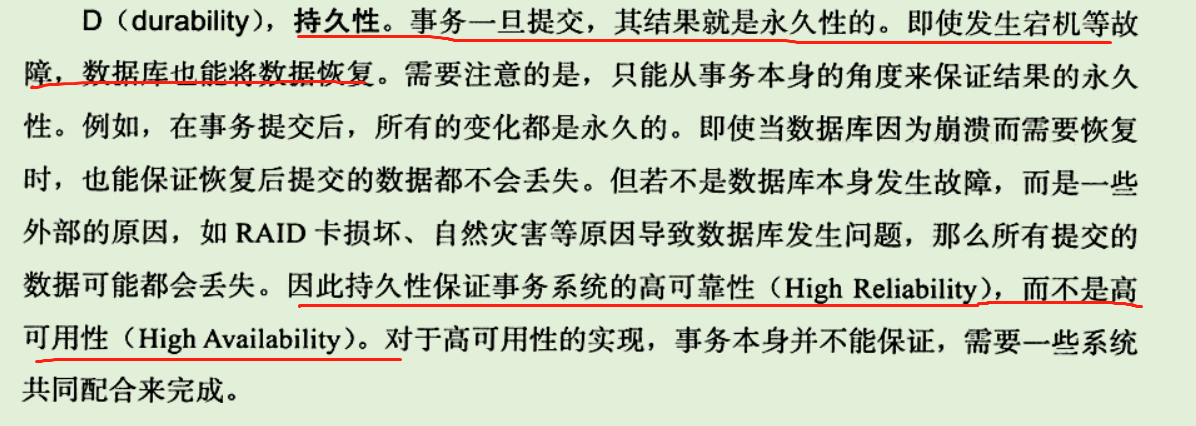 D（durability），持久性。事务一旦提交，其结果就是永久性的。即使发生宕机等故
障，数据库也能将数据恢复。需要注意的是，只能从事务本身的角度来保证结果的永久
性。例如，在事务提交后，所有的变化都是永久的。即使当数据库因为崩溃而需要恢复
时，也能保证恢复后提交的数据都不会丢失。但若不是数据库本身发生故障，而是一些
外部的原因，如 RAID 卡损坏、自然灾害等原因导致数据库发生问题，那么所有提交的
数据可能都会丢失。因此持久性保证事务系统的高可靠性（High Reliability），而不是高
可用性（High Availability）。对于高可用性的实现，事务本身并不能保证，需要一些系统
共同配合来完成。